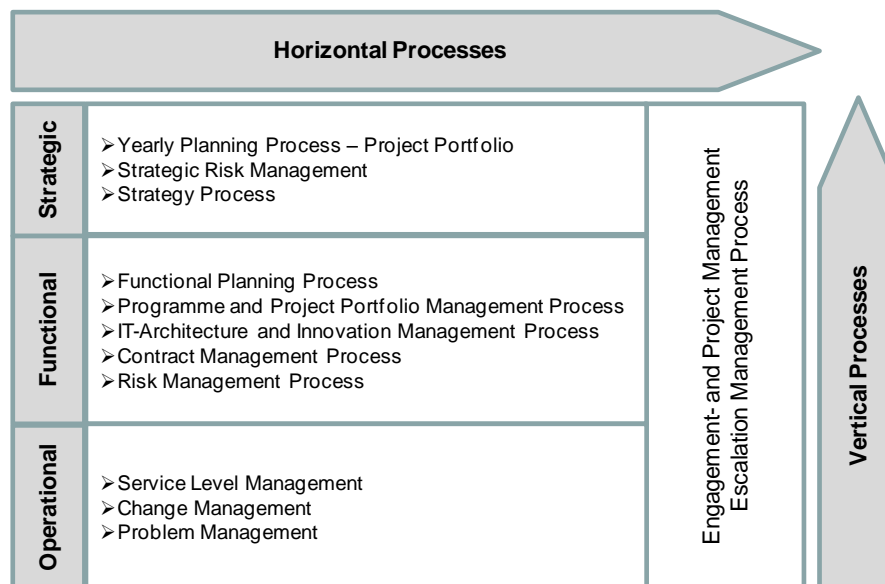 Horizontal Processes
Strategic
➢Yearly Planning Process – Project Portfolio
➢Strategic Risk Management
➢Strategy Process
Functional
➢Functional Planning Process
➢Programme and Project Portfolio Management Process
➢IT-Architecture and Innovation Management Process
➢Contract Management Process
➢Risk Management Process
Operational
➢Service Level Management
➢Change Management
➢Problem Management
Engagement- and Project Management
Escalation Management Process
Vertical Processes